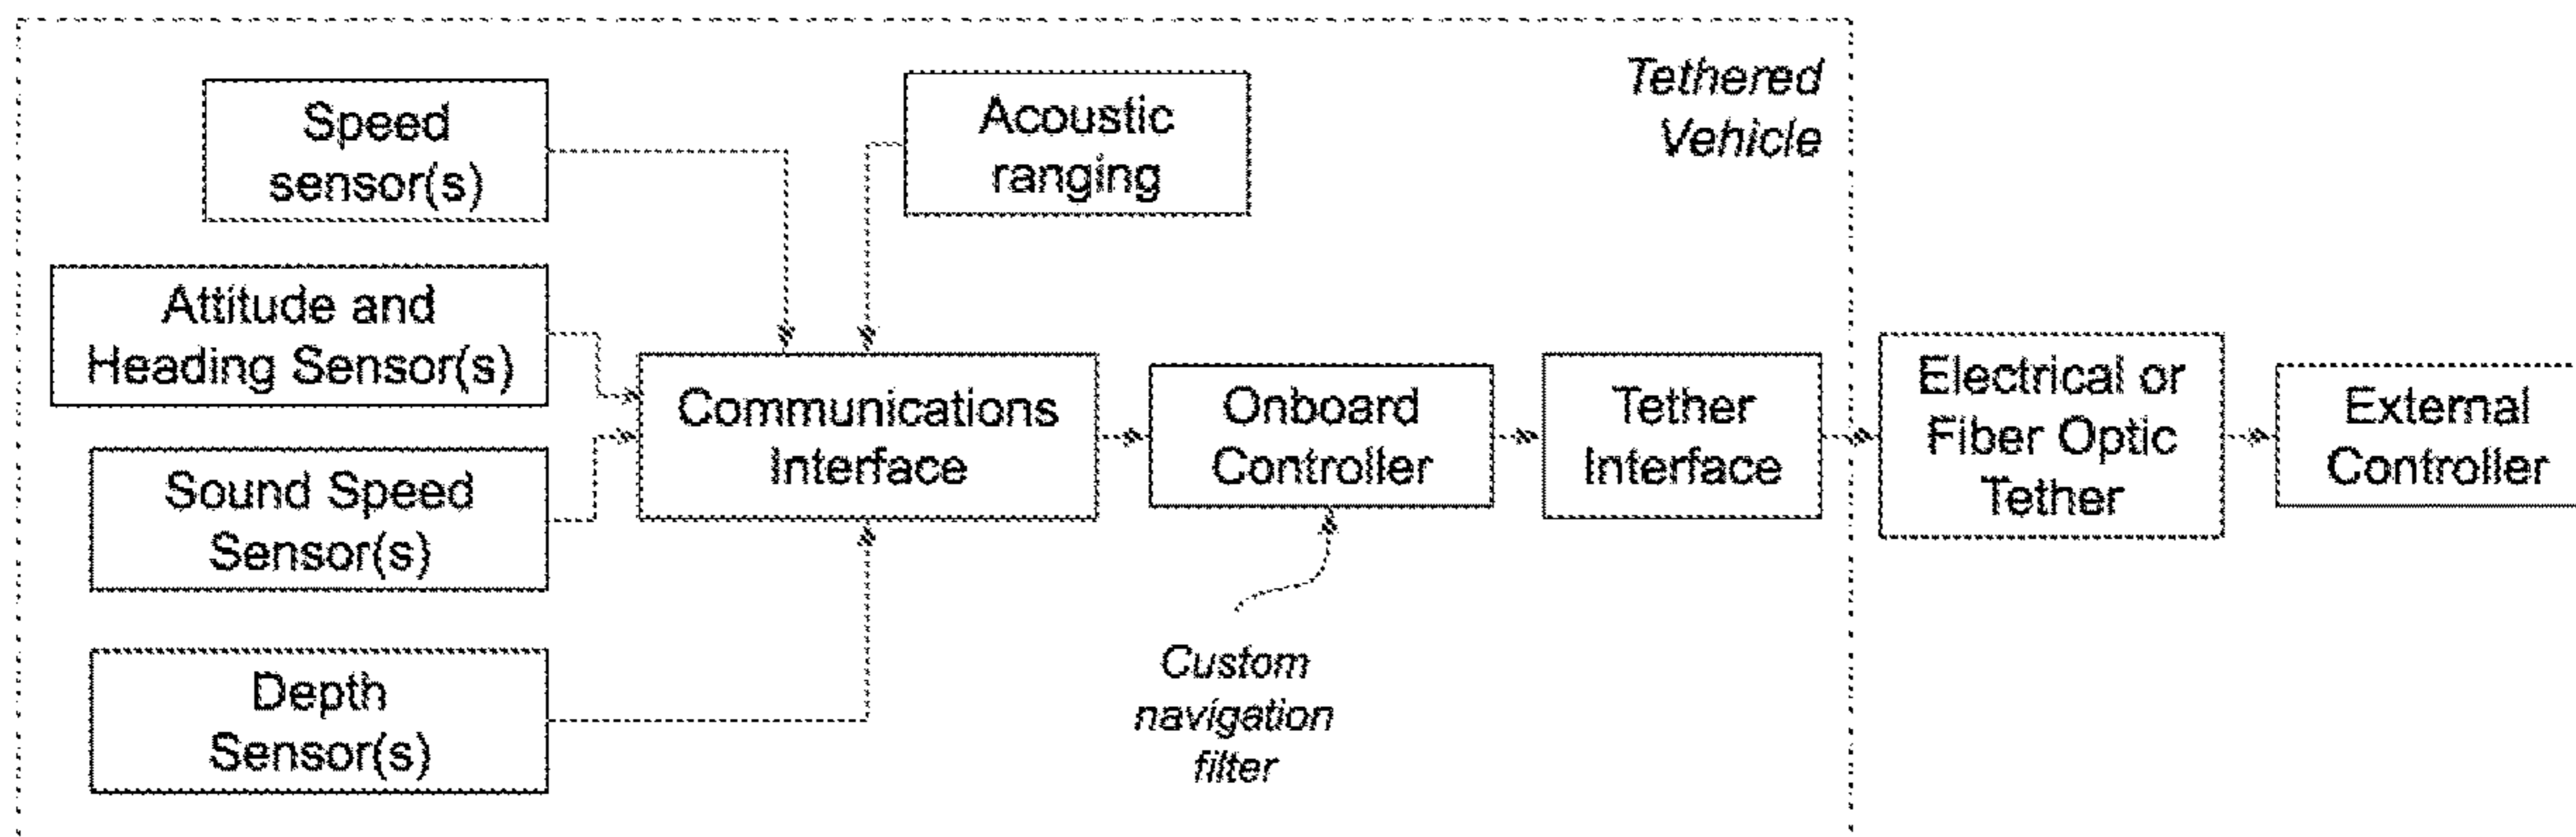 Speed
sensor(s)
Acoustic
ranging
Tethered
Vehicle
Attitude and
Heading Sensor(s)
Sound Speed
Sensor(s)
Depth
Sensor(s)
Communications
Interface
Onboard
Controller
Tether
Interface
Electrical or
Fiber Optic
Tether
External
Controller
Custom
navigation
filter